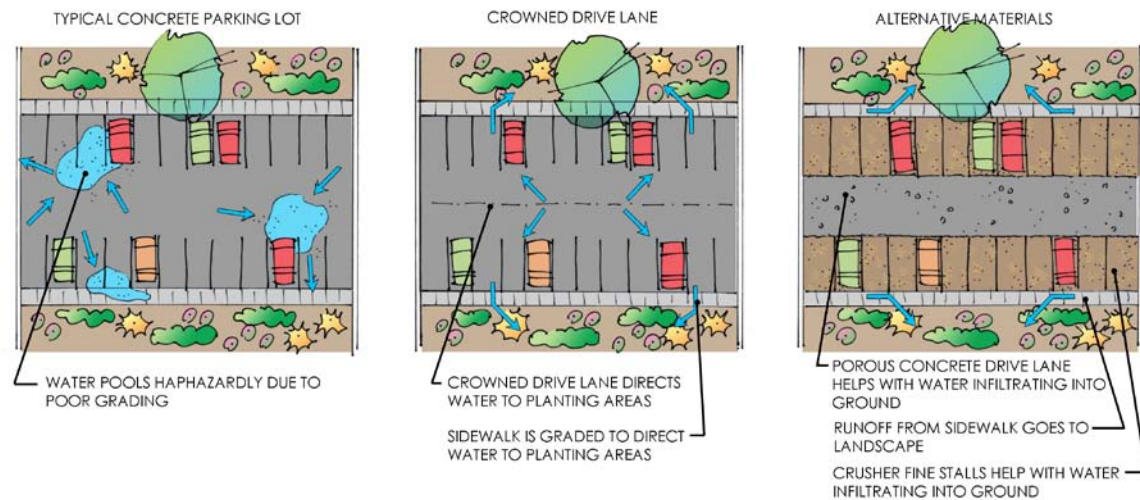 TYPICAL CONCRETE PARKING LOT
CROWNED DRIVE LANE
ALTERNATIVE MATERIALS
WATER POOLS HAPHAZARDLY DUE TO
POOR GRADING
CROWNED DRIVE LANE DIRECTS
WATER TO PLANTING AREAS
SIDEWALK IS GRADED TO DIRECT
WATER TO PLANTING AREAS
POROUS CONCRETE DRIVE LANE
HELPS WITH WATER INFILTRATING INTO
GROUND
RUNOFF FROM SIDEWALK GOES TO
LANDSCAPE
CRUSHER FINE STALLS HELP WITH WATER
INFILTRATING INTO GROUND